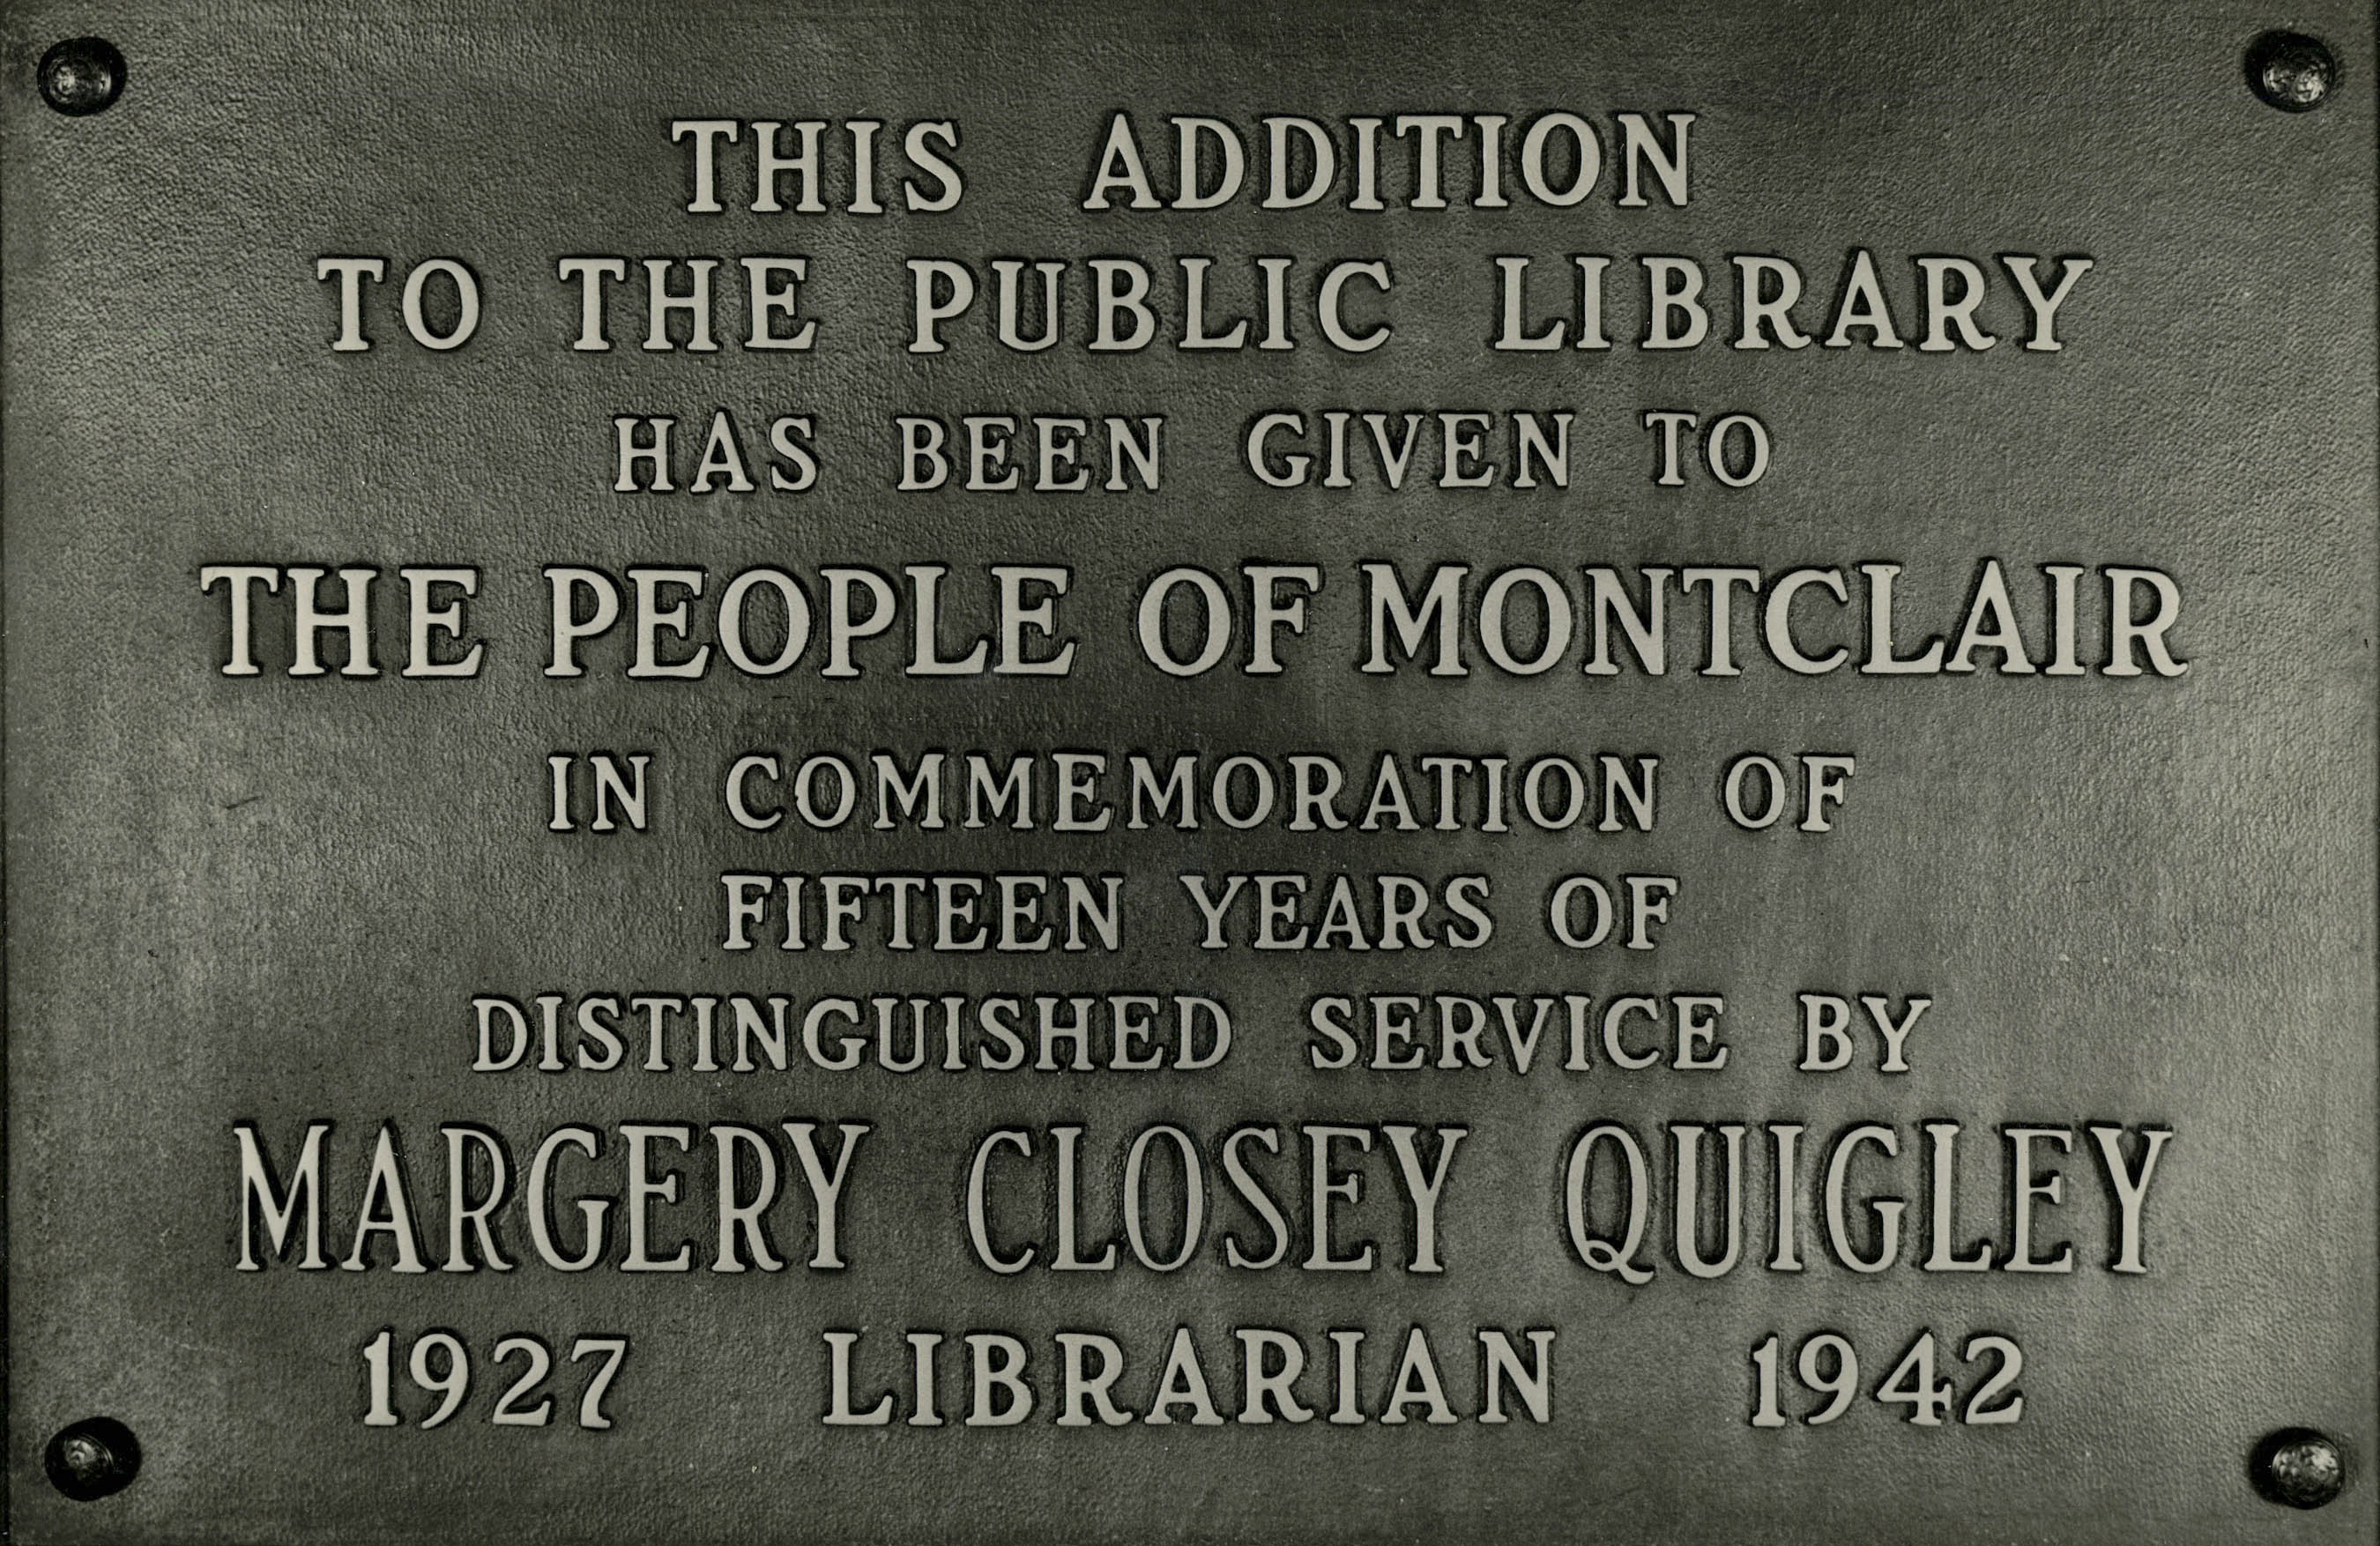 THIS ADDITION
TO THE PUBLIC LIBRARY
HAS BEEN GIVEN TO
THE PEOPLE OF MONTCLAIR
IN COMMEMORATION OF
FIFTEEN YEARS OF
DISTINGUISHED SERVICE BY
MARGERY CLOSEY QUIGLEY
1927 LIBRARIAN 1942